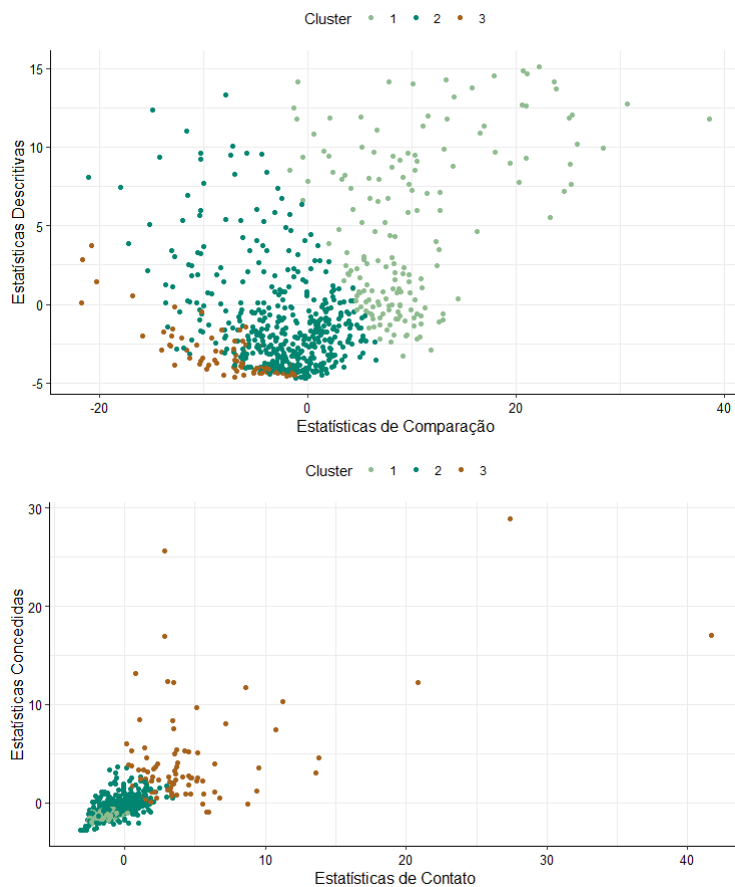 Cluster 1 2 3
15
10
5
0
-5
Estatísticas Descritivas
-20 0 20 40
Estatísticas de Comparação
Cluster 1 2 3
30
20
10
0
Estatísticas Concedidas
0 10 20 30 40
Estatísticas de Contato